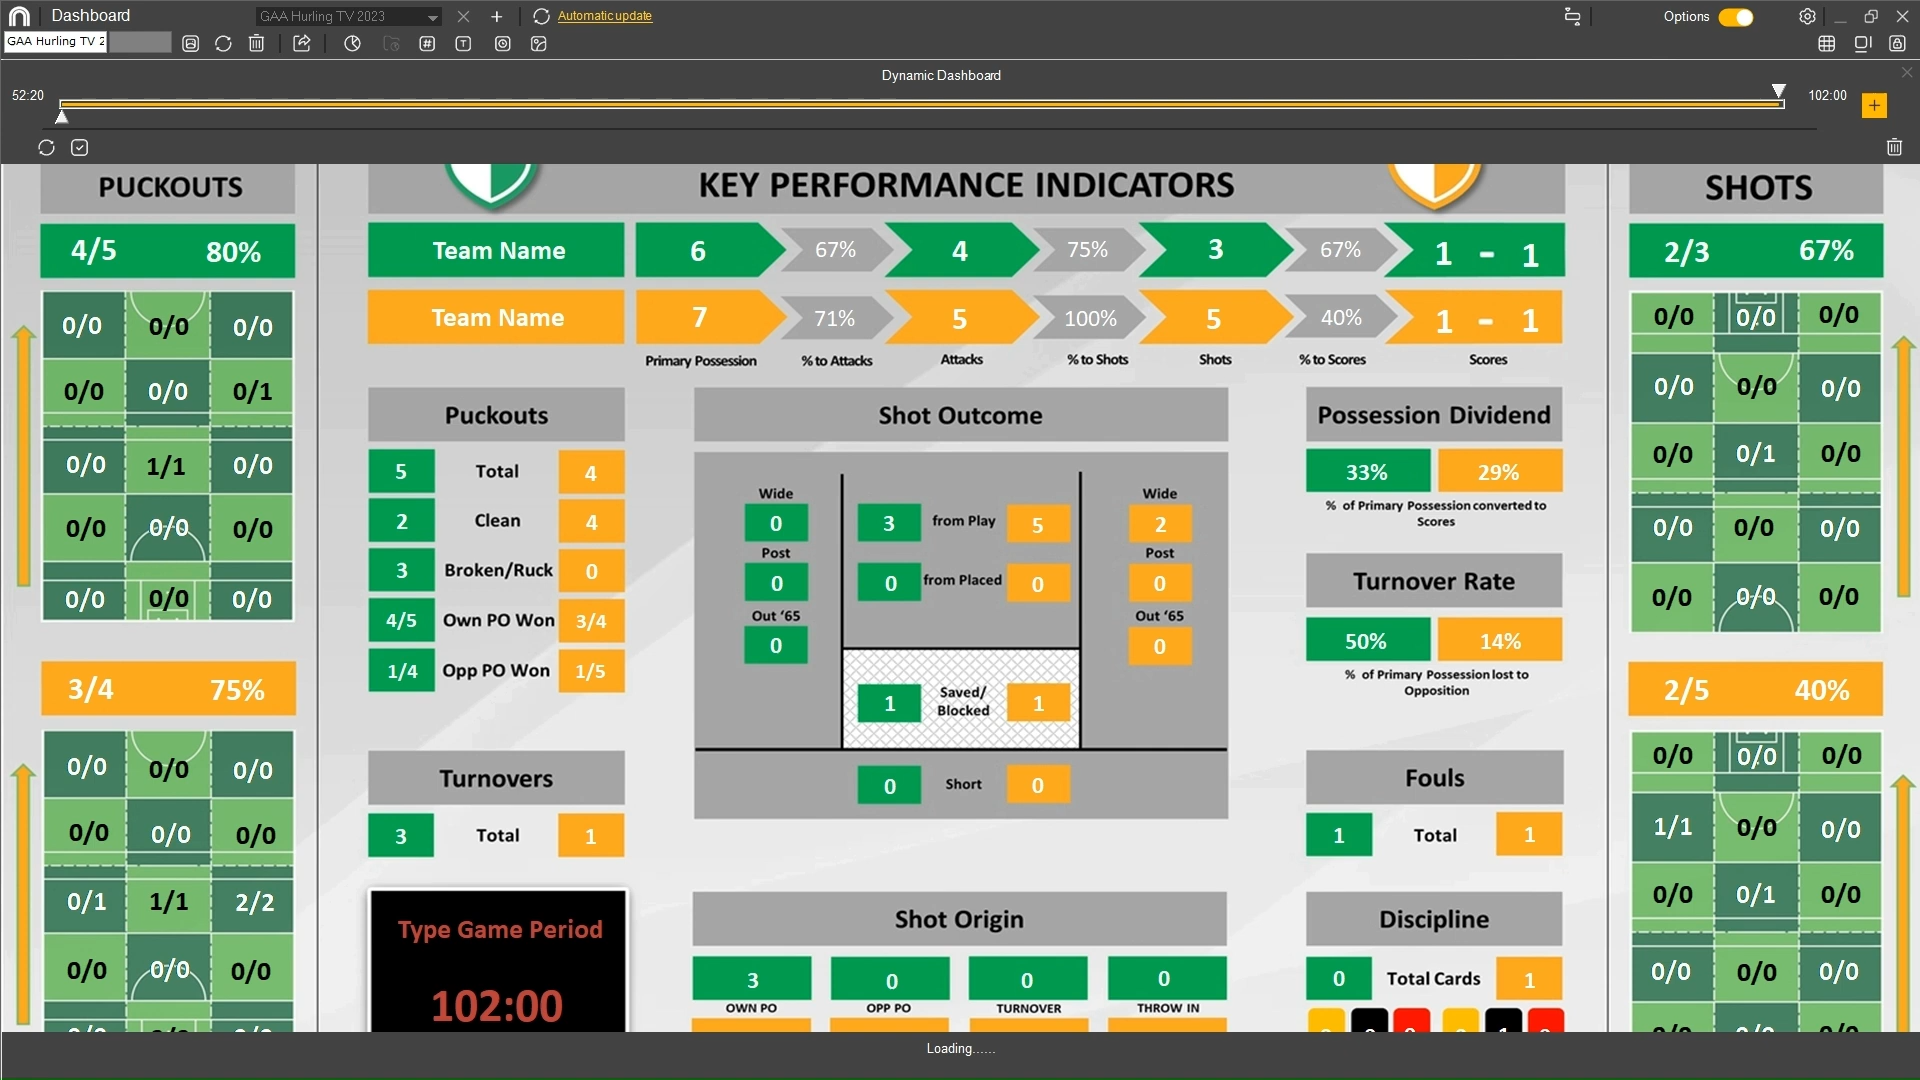 Dashboard
GAA Hurling TV 2023
Automatic update
Options
GAA Hurling TV 2
Dynamic Dashboard
52:20
102:00
PUCKOUTS
4/5 80%
0/0 0/0 0/0
0/0 0/0 0/1
0/0 1/1 0/0
0/0 0/0 0/0
0/0 0/0 0/0
3/4 75%
0/0 0/0 0/0
0/0 0/0 0/0
0/1 1/1 2/2
0/0 0/0 0/0
KEY PERFORMANCE INDICATORS
Team Name 6 67% 4 75% 3 67% 1 - 1
Team Name 7 71% 5 100% 5 40% 1 - 1
Primary Possession % to Attacks Attacks % to Shots Shots % to Scores Scores
Puckouts
5 Total 4
2 Clean 4
3 Broken/Ruck 0
4/5 Own PO Won 3/4
1/4 Opp PO Won 1/5
Turnovers
3 Total 1
Type Game Period
102:00
Shot Outcome
Wide
0
Post
0
Out ‘65
0
3 from Play 5
0 from Placed 0
Wide
2
Post
0
Out ‘65
0
1 Saved/
Blocked 1
0 Short 0
Shot Origin
3 0 0 0
OWN PO OPP PO TURNOVER THROW IN
Possession Dividend
33% 29%
% of Primary Possession converted to
Scores
Turnover Rate
50% 14%
% of Primary Possession lost to
Opposition
Fouls
1 Total 1
Discipline
0 Total Cards 1
SHOTS
2/3 67%
0/0 0/0 0/0
0/0 0/0 0/0
0/0 0/1 0/0
0/0 0/0 0/0
0/0 0/0 0/0
2/5 40%
0/0 0/0 0/0
1/1 0/0 0/0
0/0 0/1 0/0
0/0 0/0 0/0
Loading......